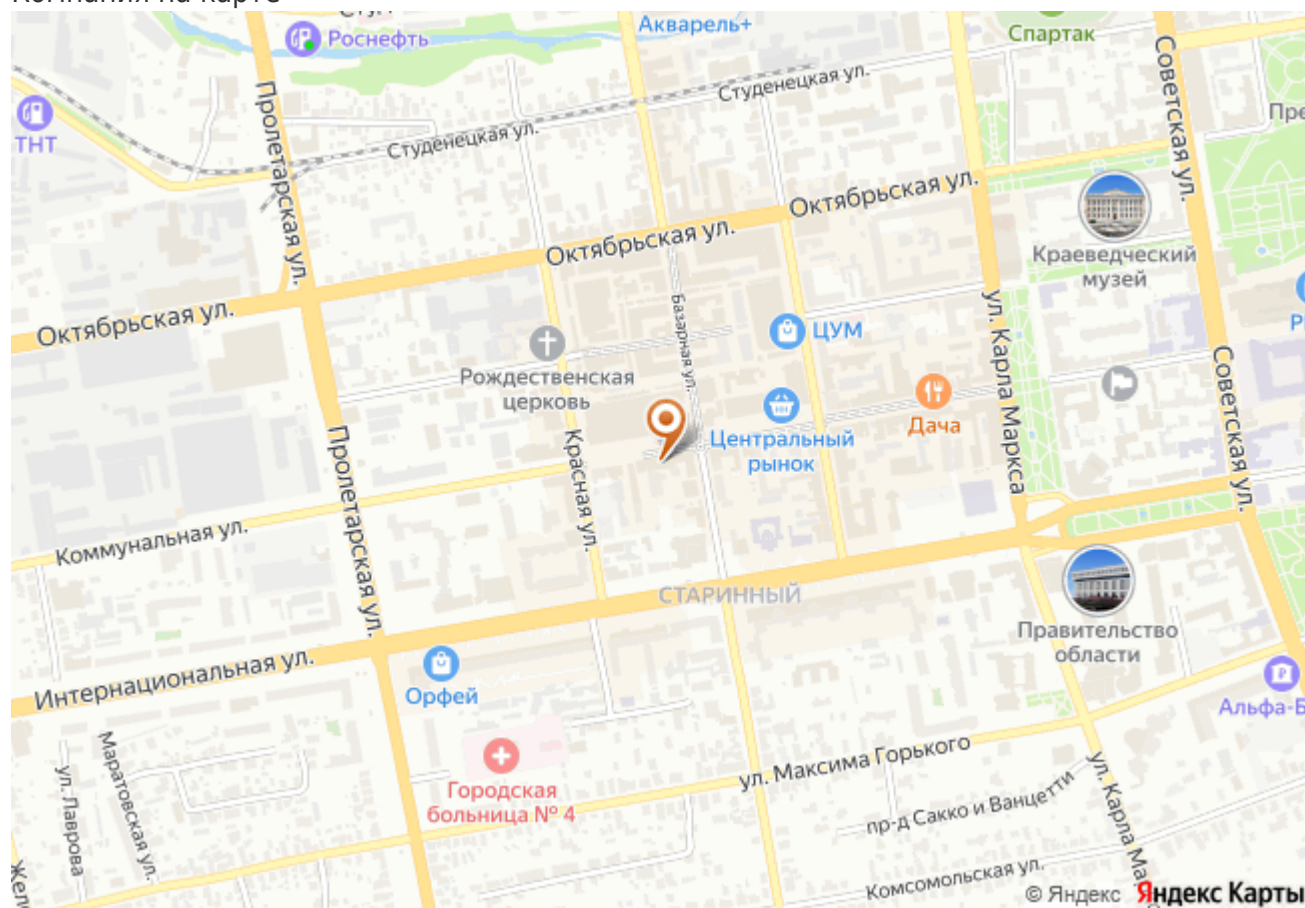 Компания на карте
Роснефть
Акварель+
Спартак
Советская ул.
ТНТ
Пролетарская ул.
Студенецкая ул.
Студенецкая ул.
Октябрьская ул.
Октябрьская ул.
Краеведческий
музей
Октябрьская ул.
Базарная ул.
ЦУМ
ул. Карла Маркса
Рождественская
церковь
Советская ул.
Дача
Центральный
рынок
Красная ул.
Пролетарская ул.
Коммунальная ул.
СТАРИННЫЙ
Правительство
области
Интернациональная ул.
Орфей
Альфа-Б
ул. Максима Горького
Маратовская ул.
ул. Лаврова
Городская
больница № 4
пр-д Сакко и Ванцетти
ул. Карла Ма
Комсомольская ул.
© Яндекс Яндекс Карты